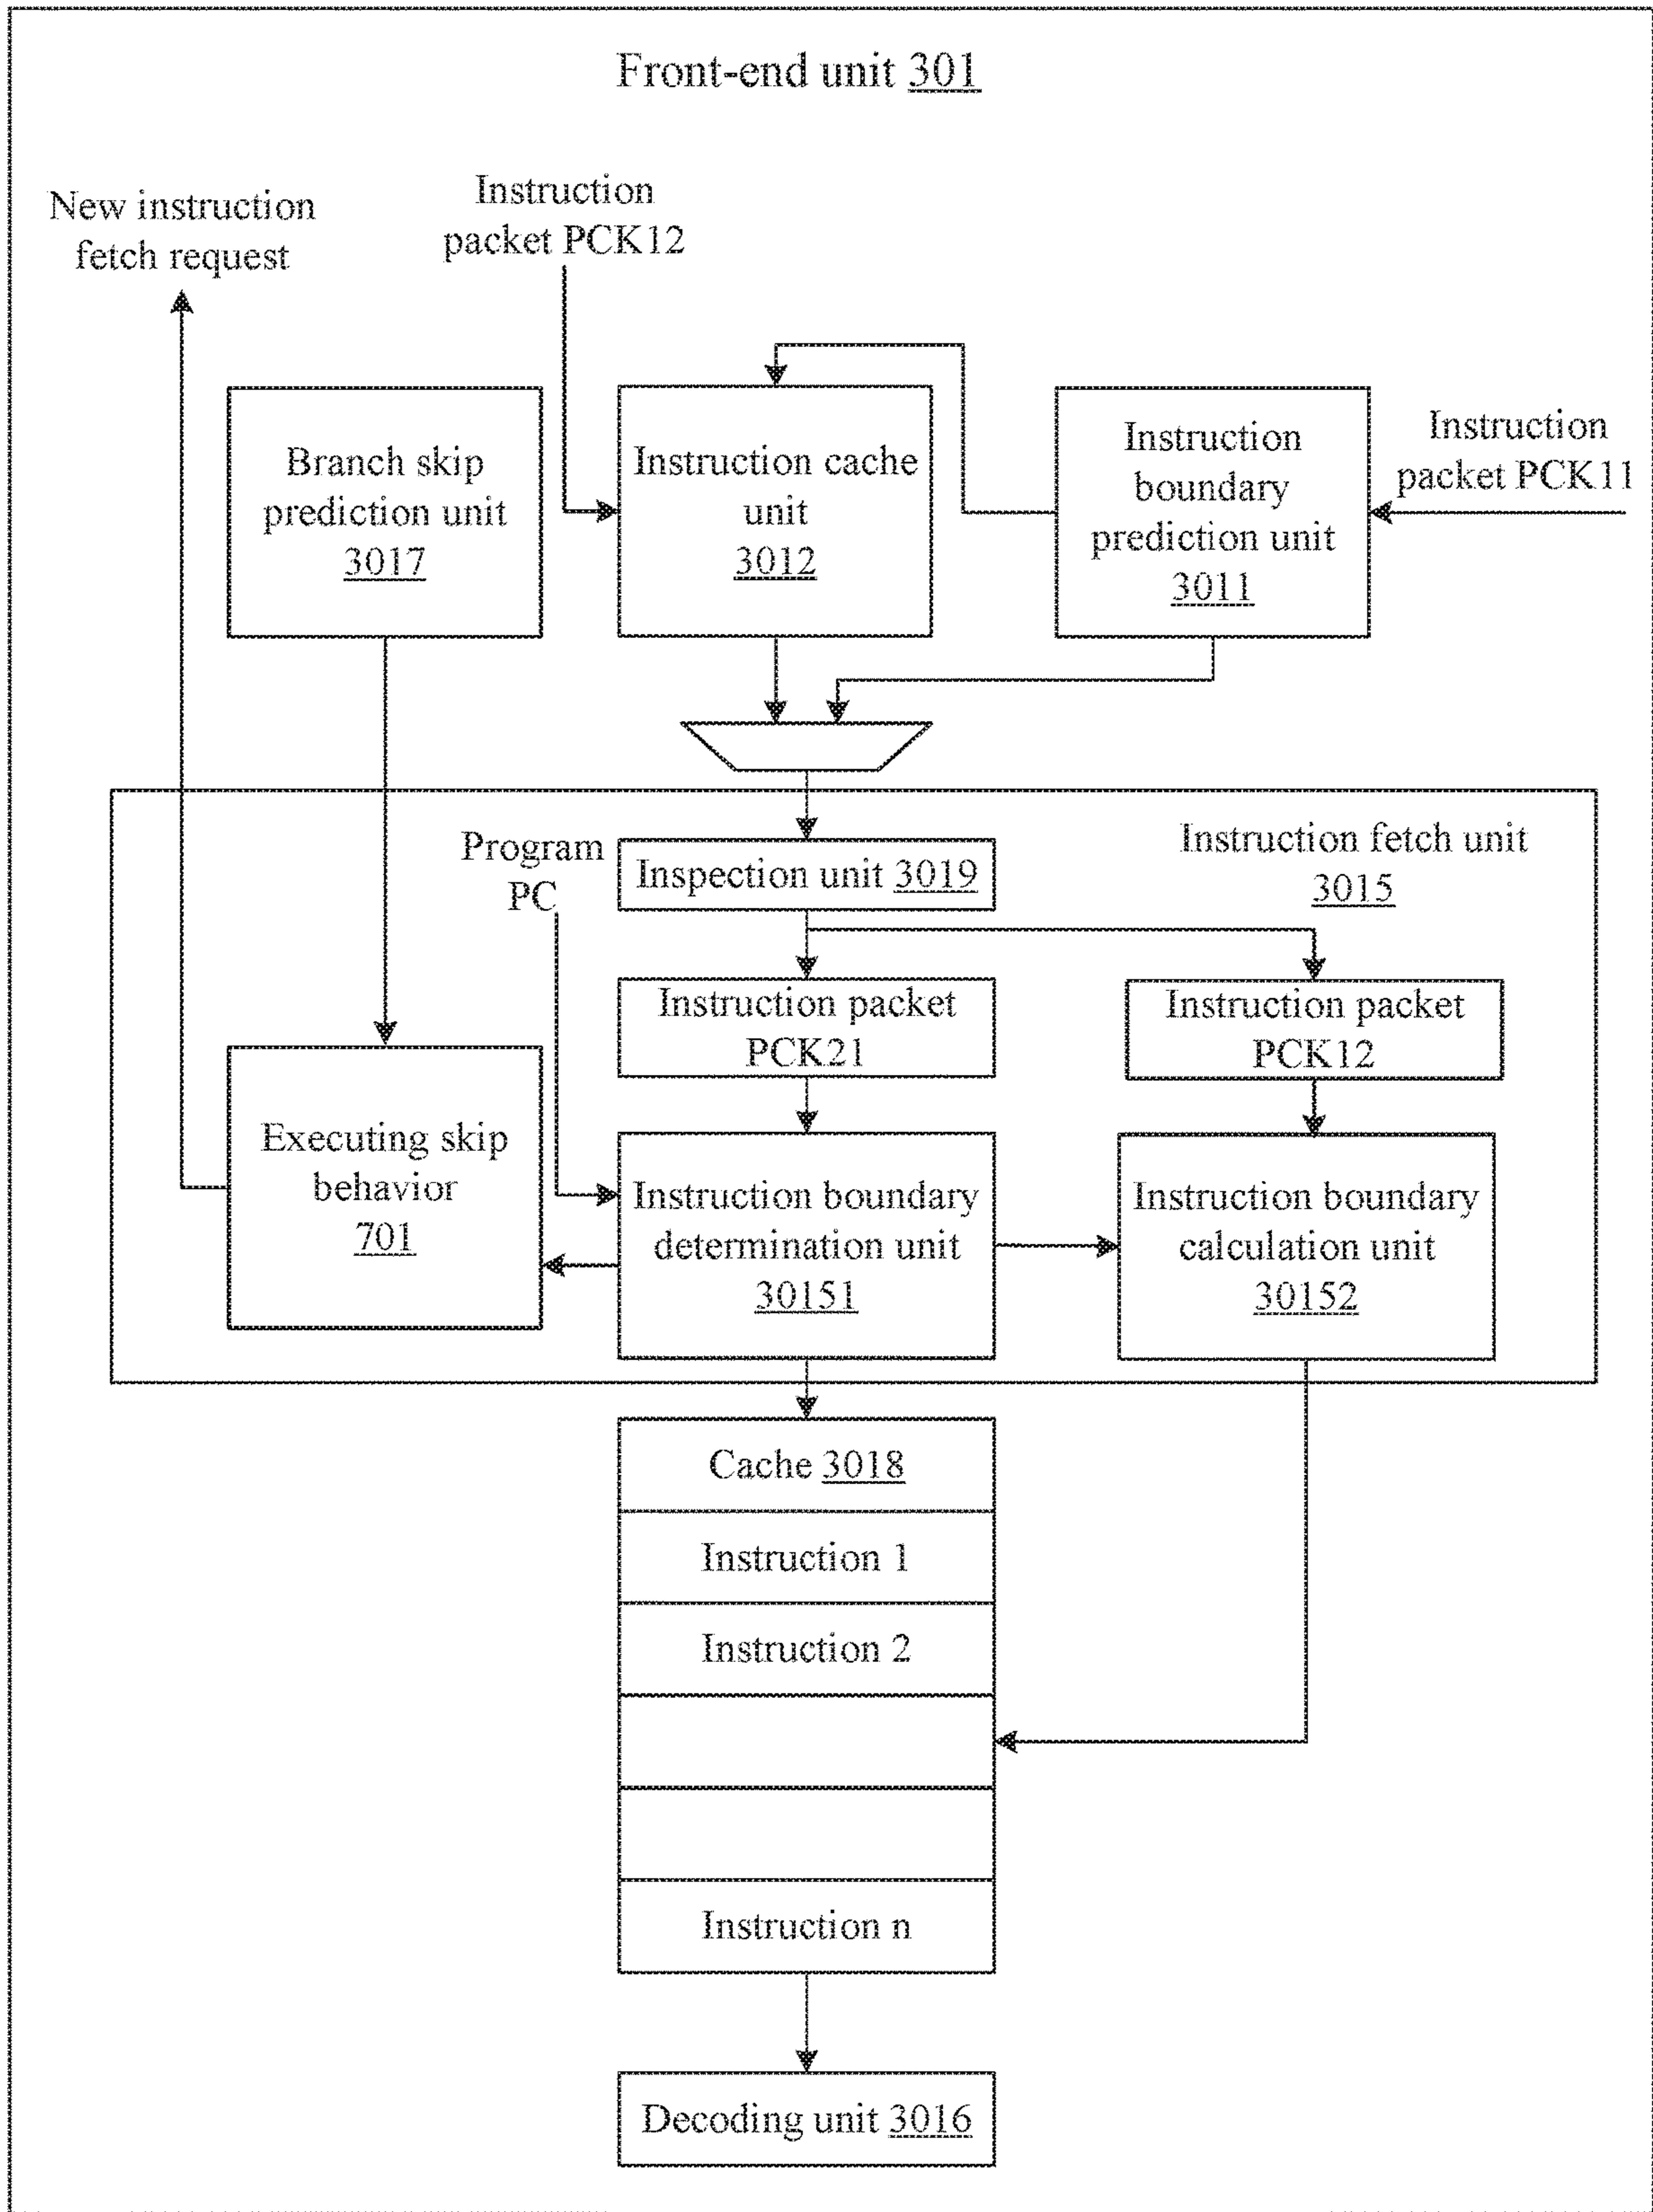 Front-end unit 301
New instruction
fetch request
Instruction
packet PCK12
Branch skip
prediction unit
3017
Instruction cache
unit
3012
Instruction
boundary
prediction unit
3011
Instruction
packet PCK11
Program
PC
Inspection unit 3019
Instruction fetch unit
3015
Instruction packet
PCK21
Instruction packet
PCK12
Executing skip
behavior
701
Instruction boundary
determination unit
30151
Instruction boundary
calculation unit
30152
Cache 3018
Instruction 1
Instruction 2
Instruction n
Decoding unit 3016